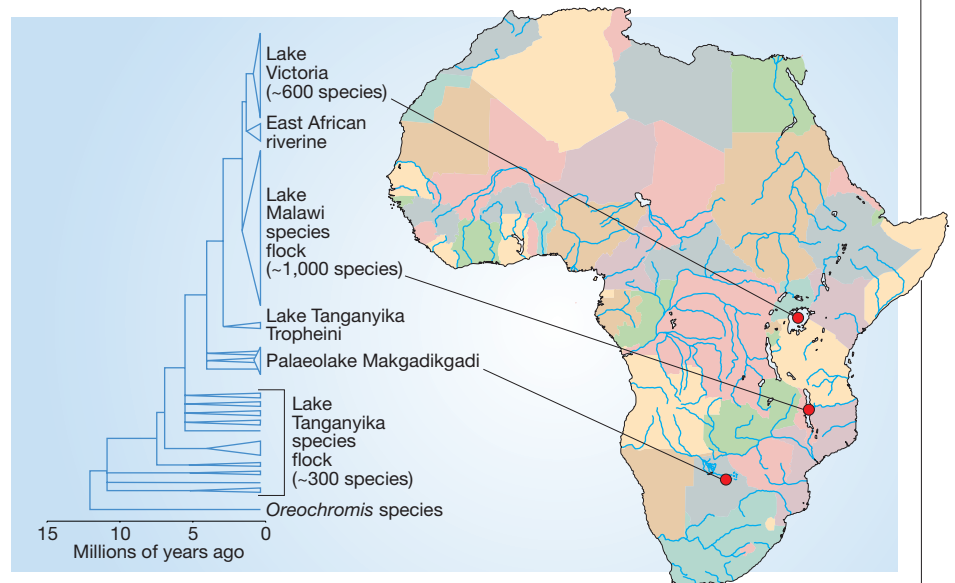 Lake
Victoria
(~600 species)
East African
riverine
Lake
Malawi
species
flock
(~1,000 species)
Lake Tanganyika
Tropheini
Palaeolake Makgadikgadi
Lake
Tanganyika
species
flock
(~300 species)
Oreochromis species
15 10 5 0
Millions of years ago